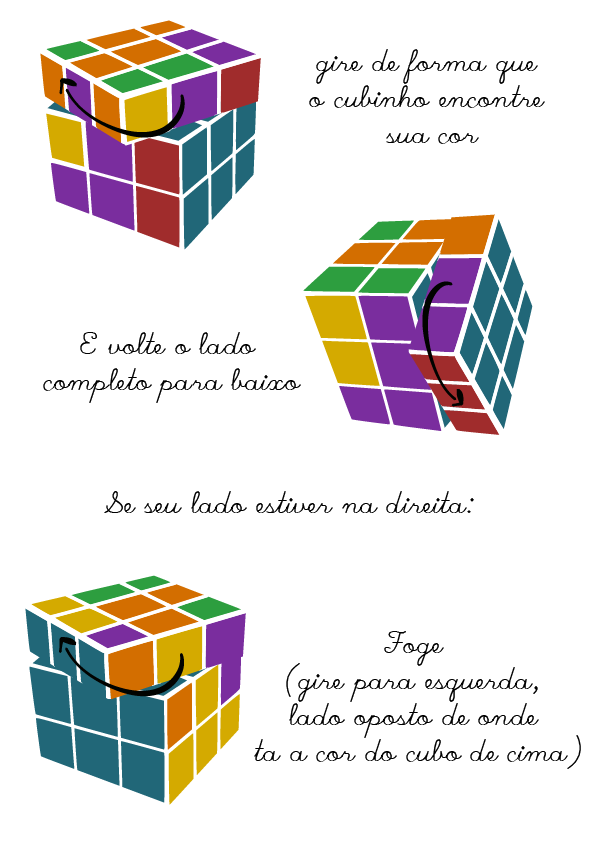 gire de forma que
o cubinho encontre
sua cor
E volte o lado
completo para baixo
Se seu lado estiver na direita:
Foge
(gire para esquerda,
lado oposto de onde
ta a cor do cubo de cima)